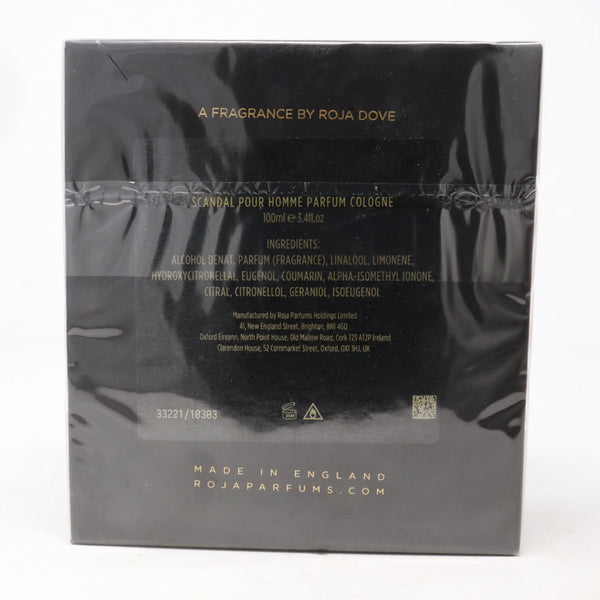 A FRAGRANCE BY ROJA DOVE
SCANDAL POUR HOMME PARFUM COLOGNE
100ml e 3.4fl.oz
INGREDIENTS:
ALCOHOL DENAT, PARFUM (FRAGRANCE), LINALOOL, LIMONENE,
HYDROXYCITRONELLAL, EUGENOL, COUMARIN, ALPHA-ISOMETHYL IONONE,
CITRAL, CITRONELLOL, GERANIOL, ISOEUGENOL
Manufactured by Roja Parfums Holdings Limited
41, New England Street, Brighton, BN1 4GQ
Oxford Eireann, North Point House, Old Mallow Road, Cork T23 AT2P Ireland
Clarendon House, 52 Cornmarket Street, Oxford, OX1 3HJ, UK
33221/10303
MADE IN ENGLAND
ROJAPARFUMS.COM